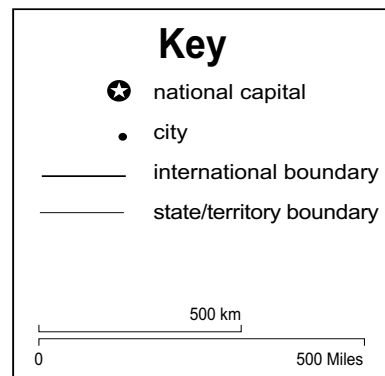 Key
national capital
city
international boundary
state/territory boundary
500 km
0 500 Miles